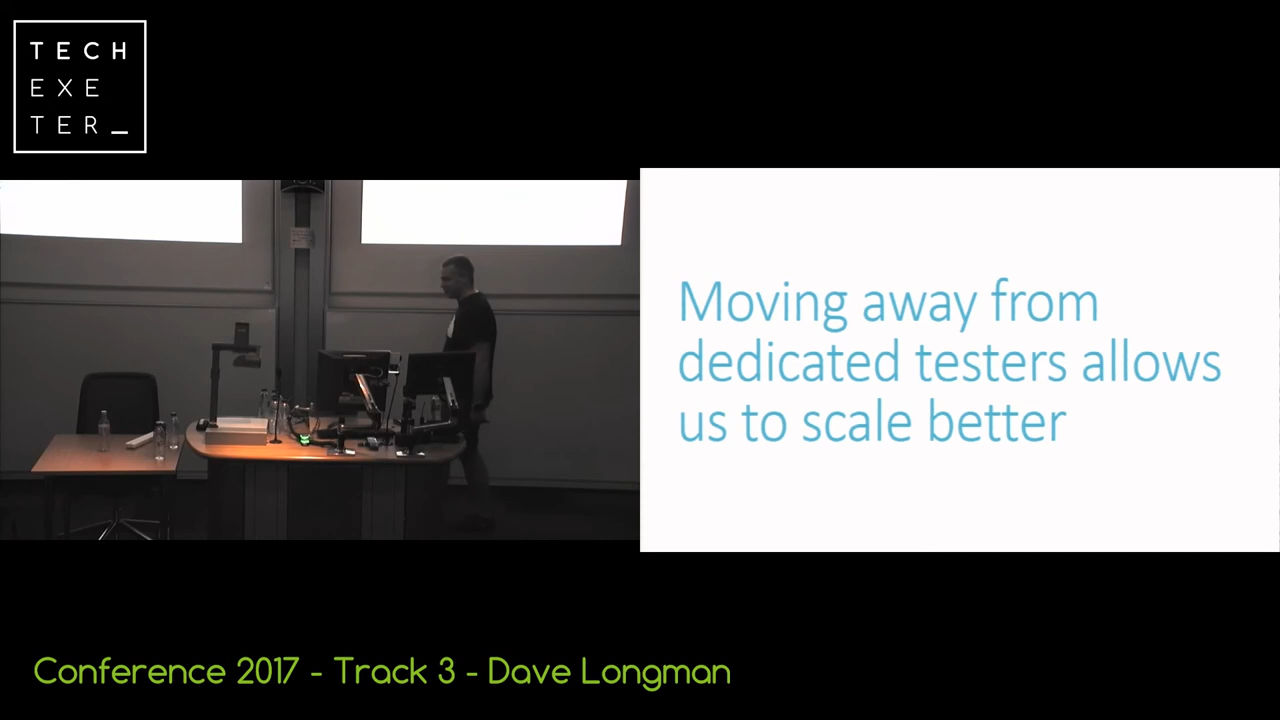 TECH
EXE
TER_
Moving away from
dedicated testers allows
us to scale better
Conference 2017 - Track 3 - Dave Longman